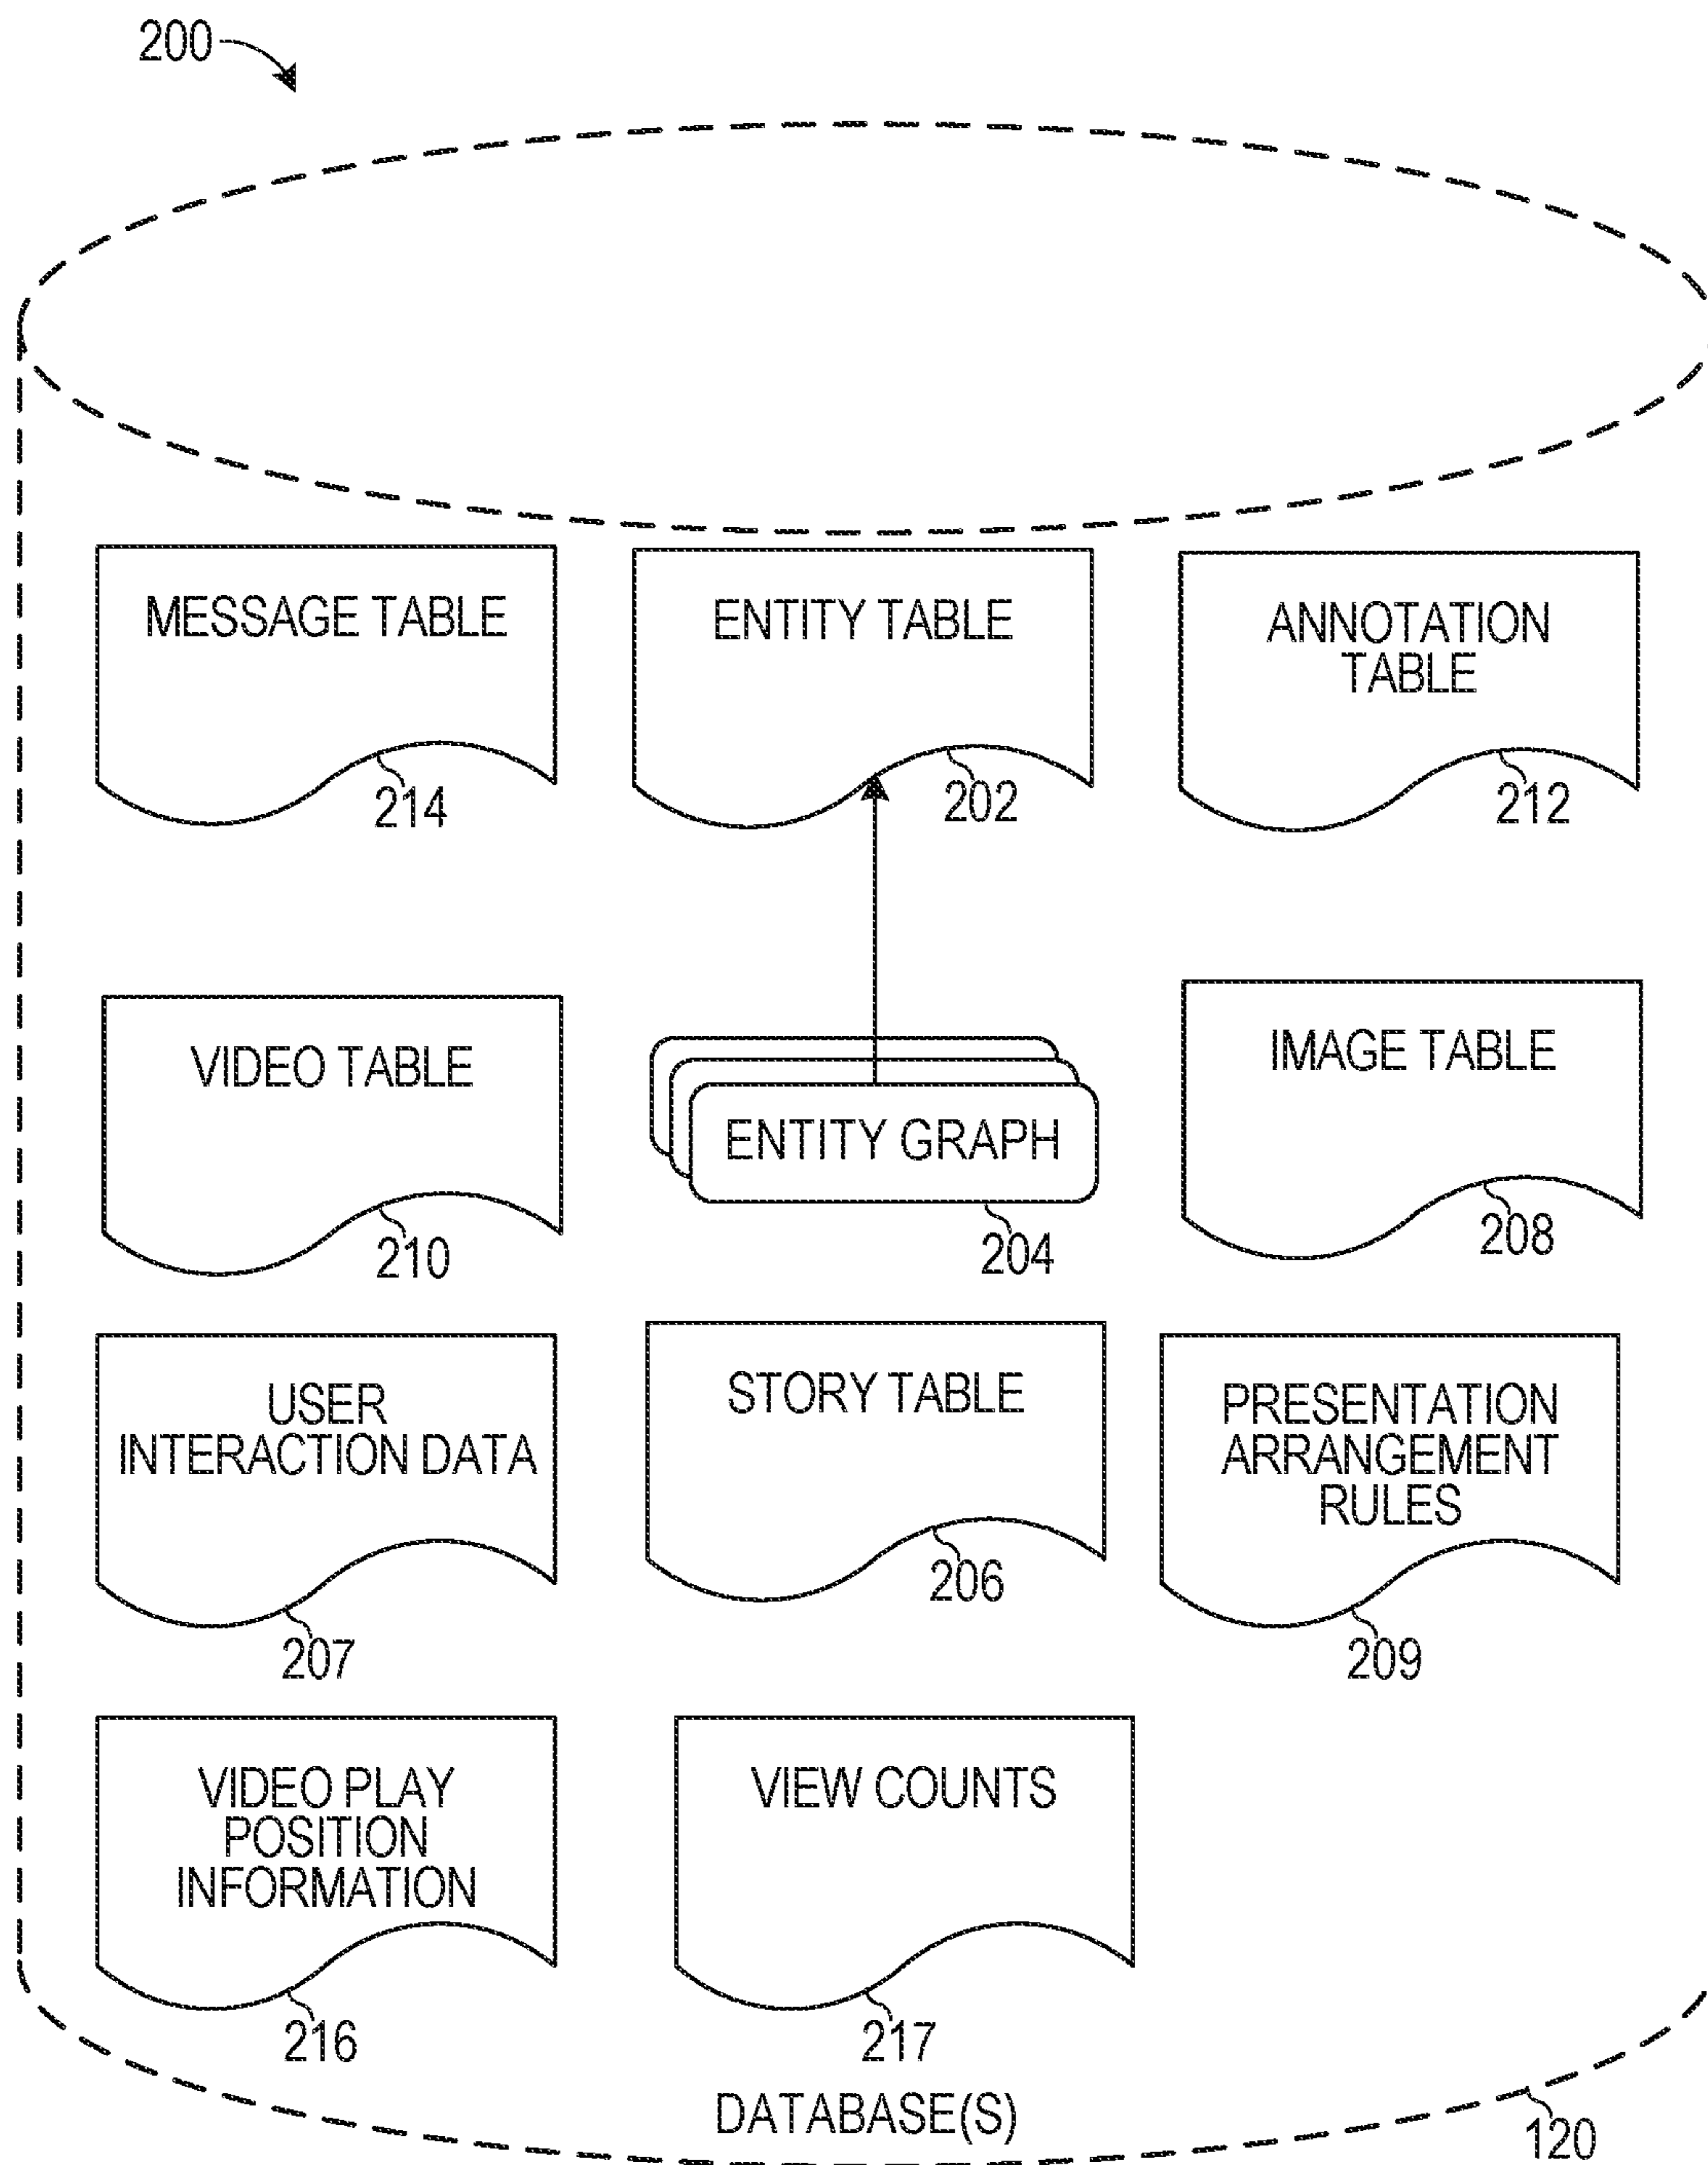 200
MESSAGE TABLE
214
ENTITY TABLE
202
ANNOTATION
TABLE
212
VIDEO TABLE
210
ENTITY GRAPH
204
IMAGE TABLE
208
USER
INTERACTION DATA
207
STORY TABLE
206
PRESENTATION
ARRANGEMENT
RULES
209
VIDEO PLAY
POSITION
INFORMATION
216
VIEW COUNTS
217
DATABASE(S)
120